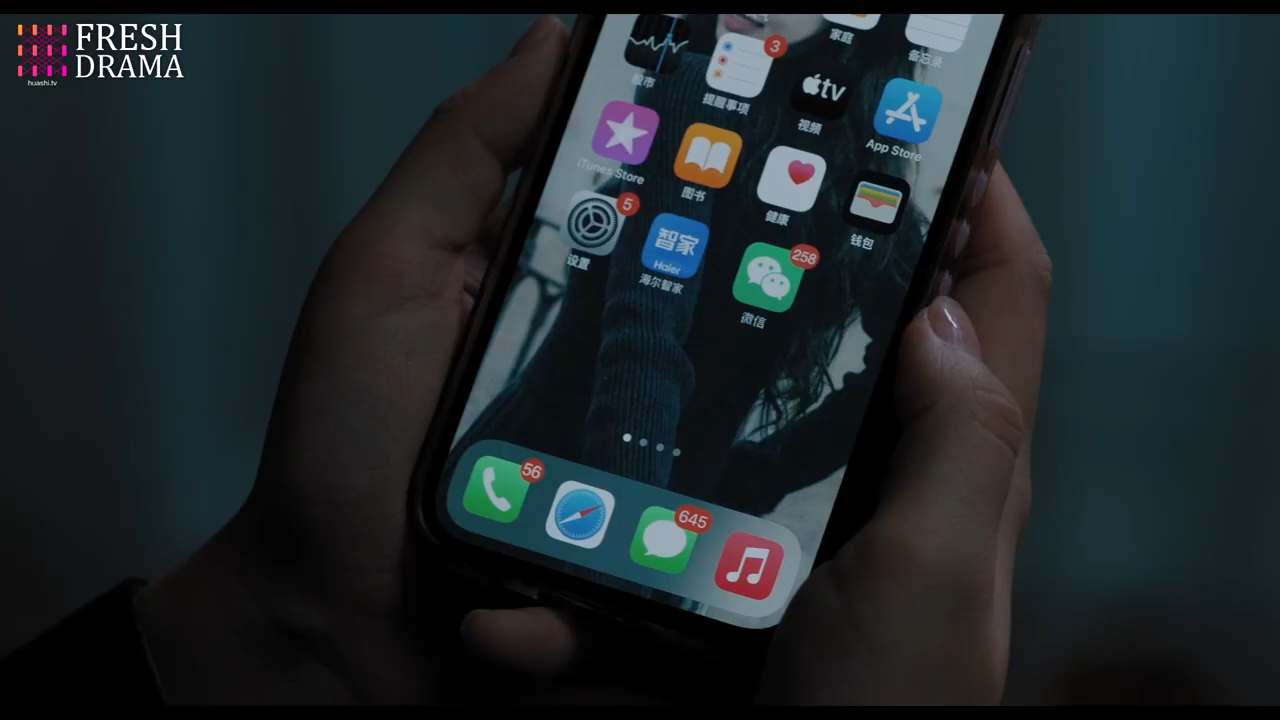 FRESH
DRAMA
huashi.tv
家庭
备忘录
3
股市
提醒事项
tv
视频
App Store
iTunes Store
图书
健康
钱包
5
设置
智家
Haier
海尔智家
258
微信
56
645